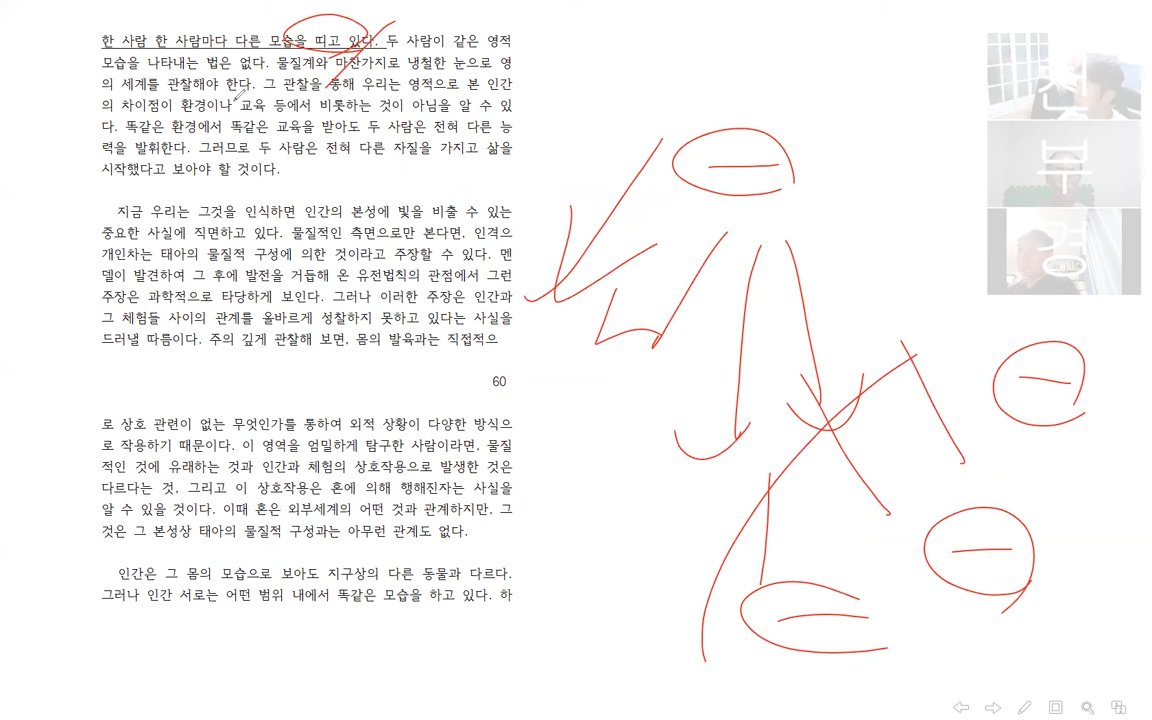 한 사람 한 사람마다 다른 모습을 띠고 있다. 두 사람이 같은 영적
모습을 나타내는 법은 없다. 물질계와 마찬가지로 냉철한 눈으로 영
의 세계를 관찰해야 한다. 그 관찰을 통해 우리는 영적으로 본 인간
의 차이점이 환경이나 교육 등에서 비롯하는 것이 아님을 알 수 있
다. 똑같은 환경에서 똑같은 교육을 받아도 두 사람은 전혀 다른 능
력을 발휘한다. 그러므로 두 사람은 전혀 다른 자질을 가지고 삶을
시작했다고 보아야 할 것이다.
지금 우리는 그것을 인식하면 인간의 본성에 빛을 비출 수 있는
중요한 사실에 직면하고 있다. 물질적인 측면으로만 본다면, 인격으
개인차는 태아의 물질적 구성에 의한 것이라고 주장할 수 있다. 멘
델이 발견하여 그 후에 발전을 거듭해 온 유전법칙의 관점에서 그런
주장은 과학적으로 타당하게 보인다. 그러나 이러한 주장은 인간과
그 체험들 사이의 관계를 올바르게 성찰하지 못하고 있다는 사실을
드러낼 따름이다. 주의 깊게 관찰해 보면, 몸의 발육과는 직접적으
60
로 상호 관련이 없는 무엇인가를 통하여 외적 상황이 다양한 방식으
로 작용하기 때문이다. 이 영역을 엄밀하게 탐구한 사람이라면, 물질
적인 것에 유래하는 것과 인간과 체험의 상호작용으로 발생한 것은
다르다는 것, 그리고 이 상호작용은 혼에 의해 행해진자는 사실을
알 수 있을 것이다. 이때 혼은 외부세계의 어떤 것과 관계하지만, 그
것은 그 본성상 태아의 물질적 구성과는 아무런 관계도 없다.
인간은 그 몸의 모습으로 보아도 지구상의 다른 동물과 다르다.
그러나 인간 서로는 어떤 범위 내에서 똑같은 모습을 하고 있다. 하
진
부
경